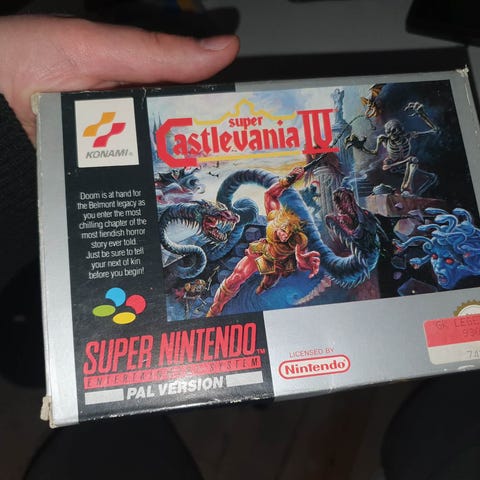 KONAMI
super
Castlevania IV
Doom is at hand for
the Belmont legacy as
you enter the most
chilling chapter of the
most fiendish horror
story ever told.
Just be sure to tell
your next of kin
before you begin!
SUPER NINTENDO™
ENTERTAINMENT SYSTEM
PAL VERSION
LICENSED BY
Nintendo